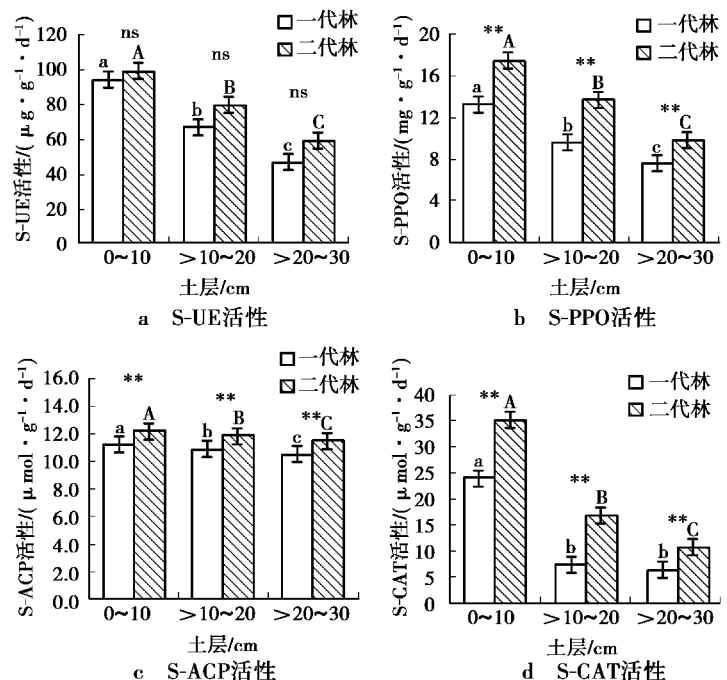 S-UE活性/( μg·g⁻¹·d⁻¹)
120
100
80
60
40
20
0
一代林
二代林
ns
a
A
ns
b
B
ns
c
C
0~10
>10~20
>20~30
土层/cm
a S-UE活性
S-PPO活性/( mg·g⁻¹·d⁻¹)
20
16
12
8
4
0
一代林
二代林
**
a
A
**
b
B
**
c
C
0~10
>10~20
>20~30
土层/cm
b S-PPO活性
S-ACP活性/( μmol·g⁻¹·d⁻¹)
16.0
14.0
12.0
10.0
8.0
6.0
4.0
2.0
0.0
一代林
二代林
**
a
A
**
b
B
**
c
C
0~10
>10~20
>20~30
土层/cm
c S-ACP活性
S-CAT活性/( μmol·g⁻¹·d⁻¹)
40
35
30
25
20
15
10
5
0
一代林
二代林
**
a
A
**
b
B
**
b
C
0~10
>10~20
>20~30
土层/cm
d S-CAT活性